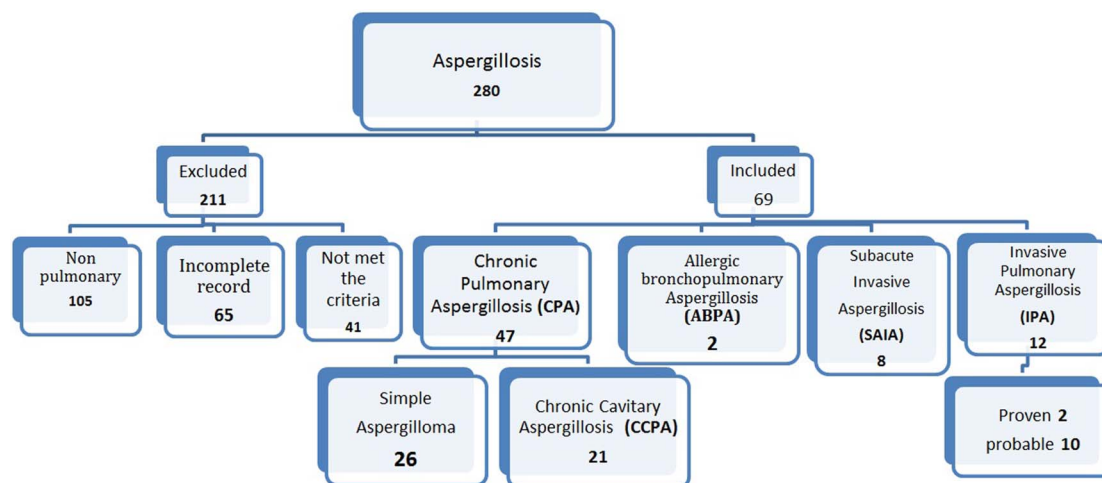 Aspergillosis
280
Excluded
211
Included
69
Non
pulmonary
105
Incomplete
record
65
Not met
the
criteria
41
Chronic
Pulmonary
Aspergillosis (CPA)
47
Allergic
bronchopulmonary
Aspergillosis
(ABPA)
2
Subacute
Invasive
Aspergillosis
(SAIA)
8
Invasive
Pulmonary
Aspergillosis
(IPA)
12
Simple
Aspergilloma
26
Chronic Cavitary
Aspergillosis (CCPA)
21
Proven 2
probable 10